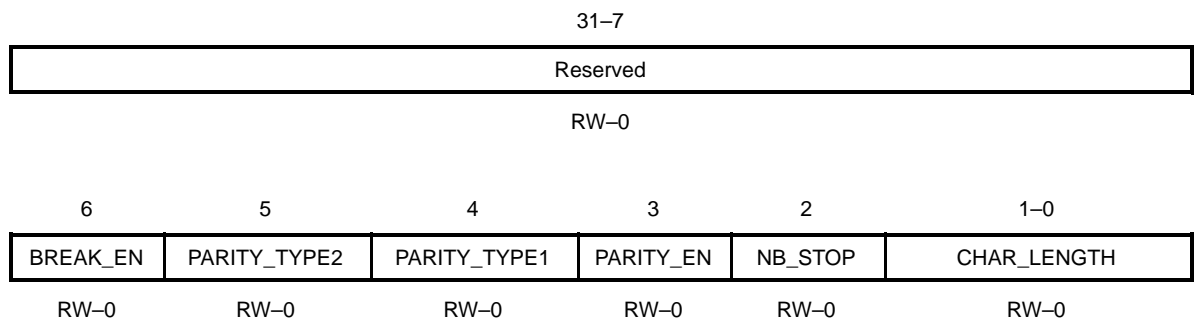 31–7
Reserved
RW–0
6 5 4 3 2 1–0
BREAK_EN PARITY_TYPE2 PARITY_TYPE1 PARITY_EN NB_STOP CHAR_LENGTH
RW–0 RW–0 RW–0 RW–0 RW–0 RW–0